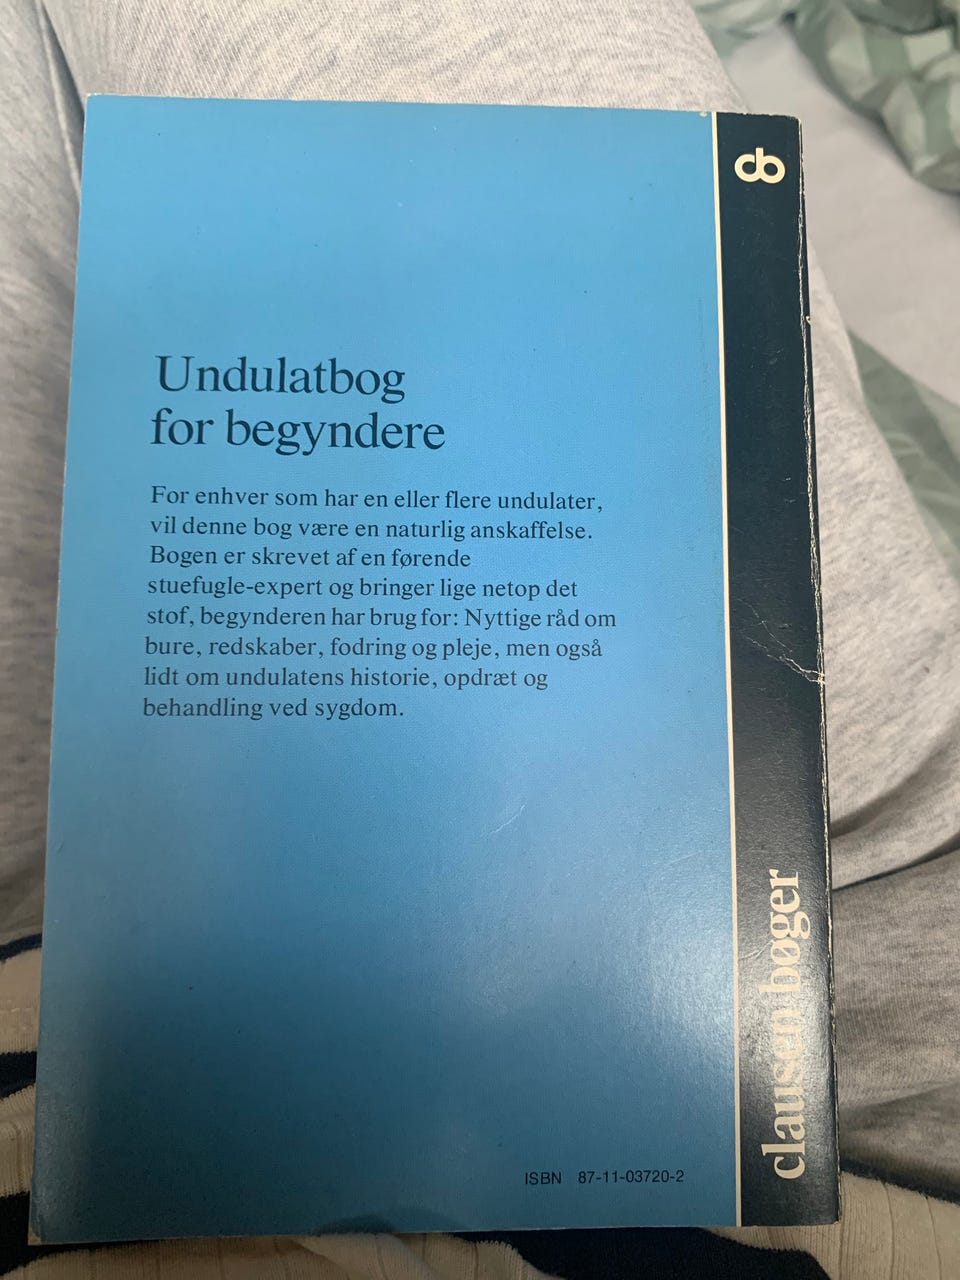 cb
Undulatbog
for begyndere
For enhver som har en eller flere undulater,
vil denne bog være en naturlig anskaffelse.
Bogen er skrevet af en førende
stuefugle-expert og bringer lige netop det
stof, begynderen har brug for: Nyttige råd om
bure, redskaber, fodring og pleje, men også
lidt om undulatens historie, opdræt og
behandling ved sygdom.
clausen bøger
ISBN 87-11-03720-2